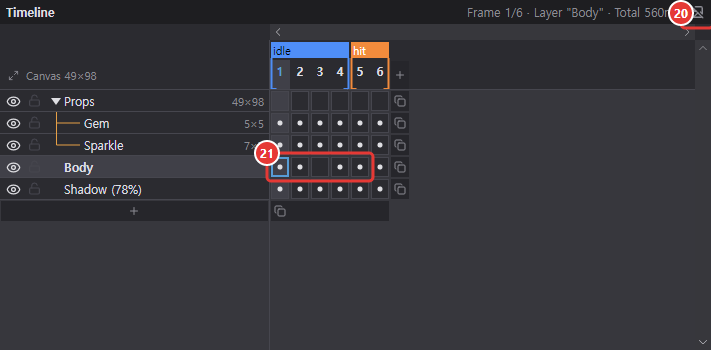 Timeline
Frame 1/6 · Layer "Body" · Total 560m
20
idle hit
1 2 3 4 5 6 +
Canvas 49×98
Props 49×98
Gem 5×5
Sparkle 7×
21
Body
Shadow (78%)
+